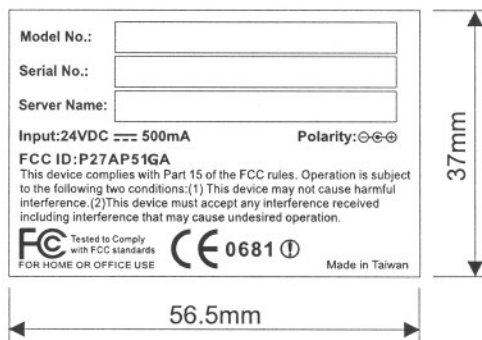 Model No.:
Serial No.:
Server Name:
Input:24VDC ⎓ 500mA Polarity:⊖-⊙-⊕
FCC ID:P27AP51GA
This device complies with Part 15 of the FCC rules. Operation is subject
to the following two conditions:(1) This device may not cause harmful
interference.(2)This device must accept any interference received
including interference that may cause undesired operation.
FC Tested to Comply
with FCC standards
FOR HOME OR OFFICE USE
CE 0681
Made in Taiwan
37mm
56.5mm